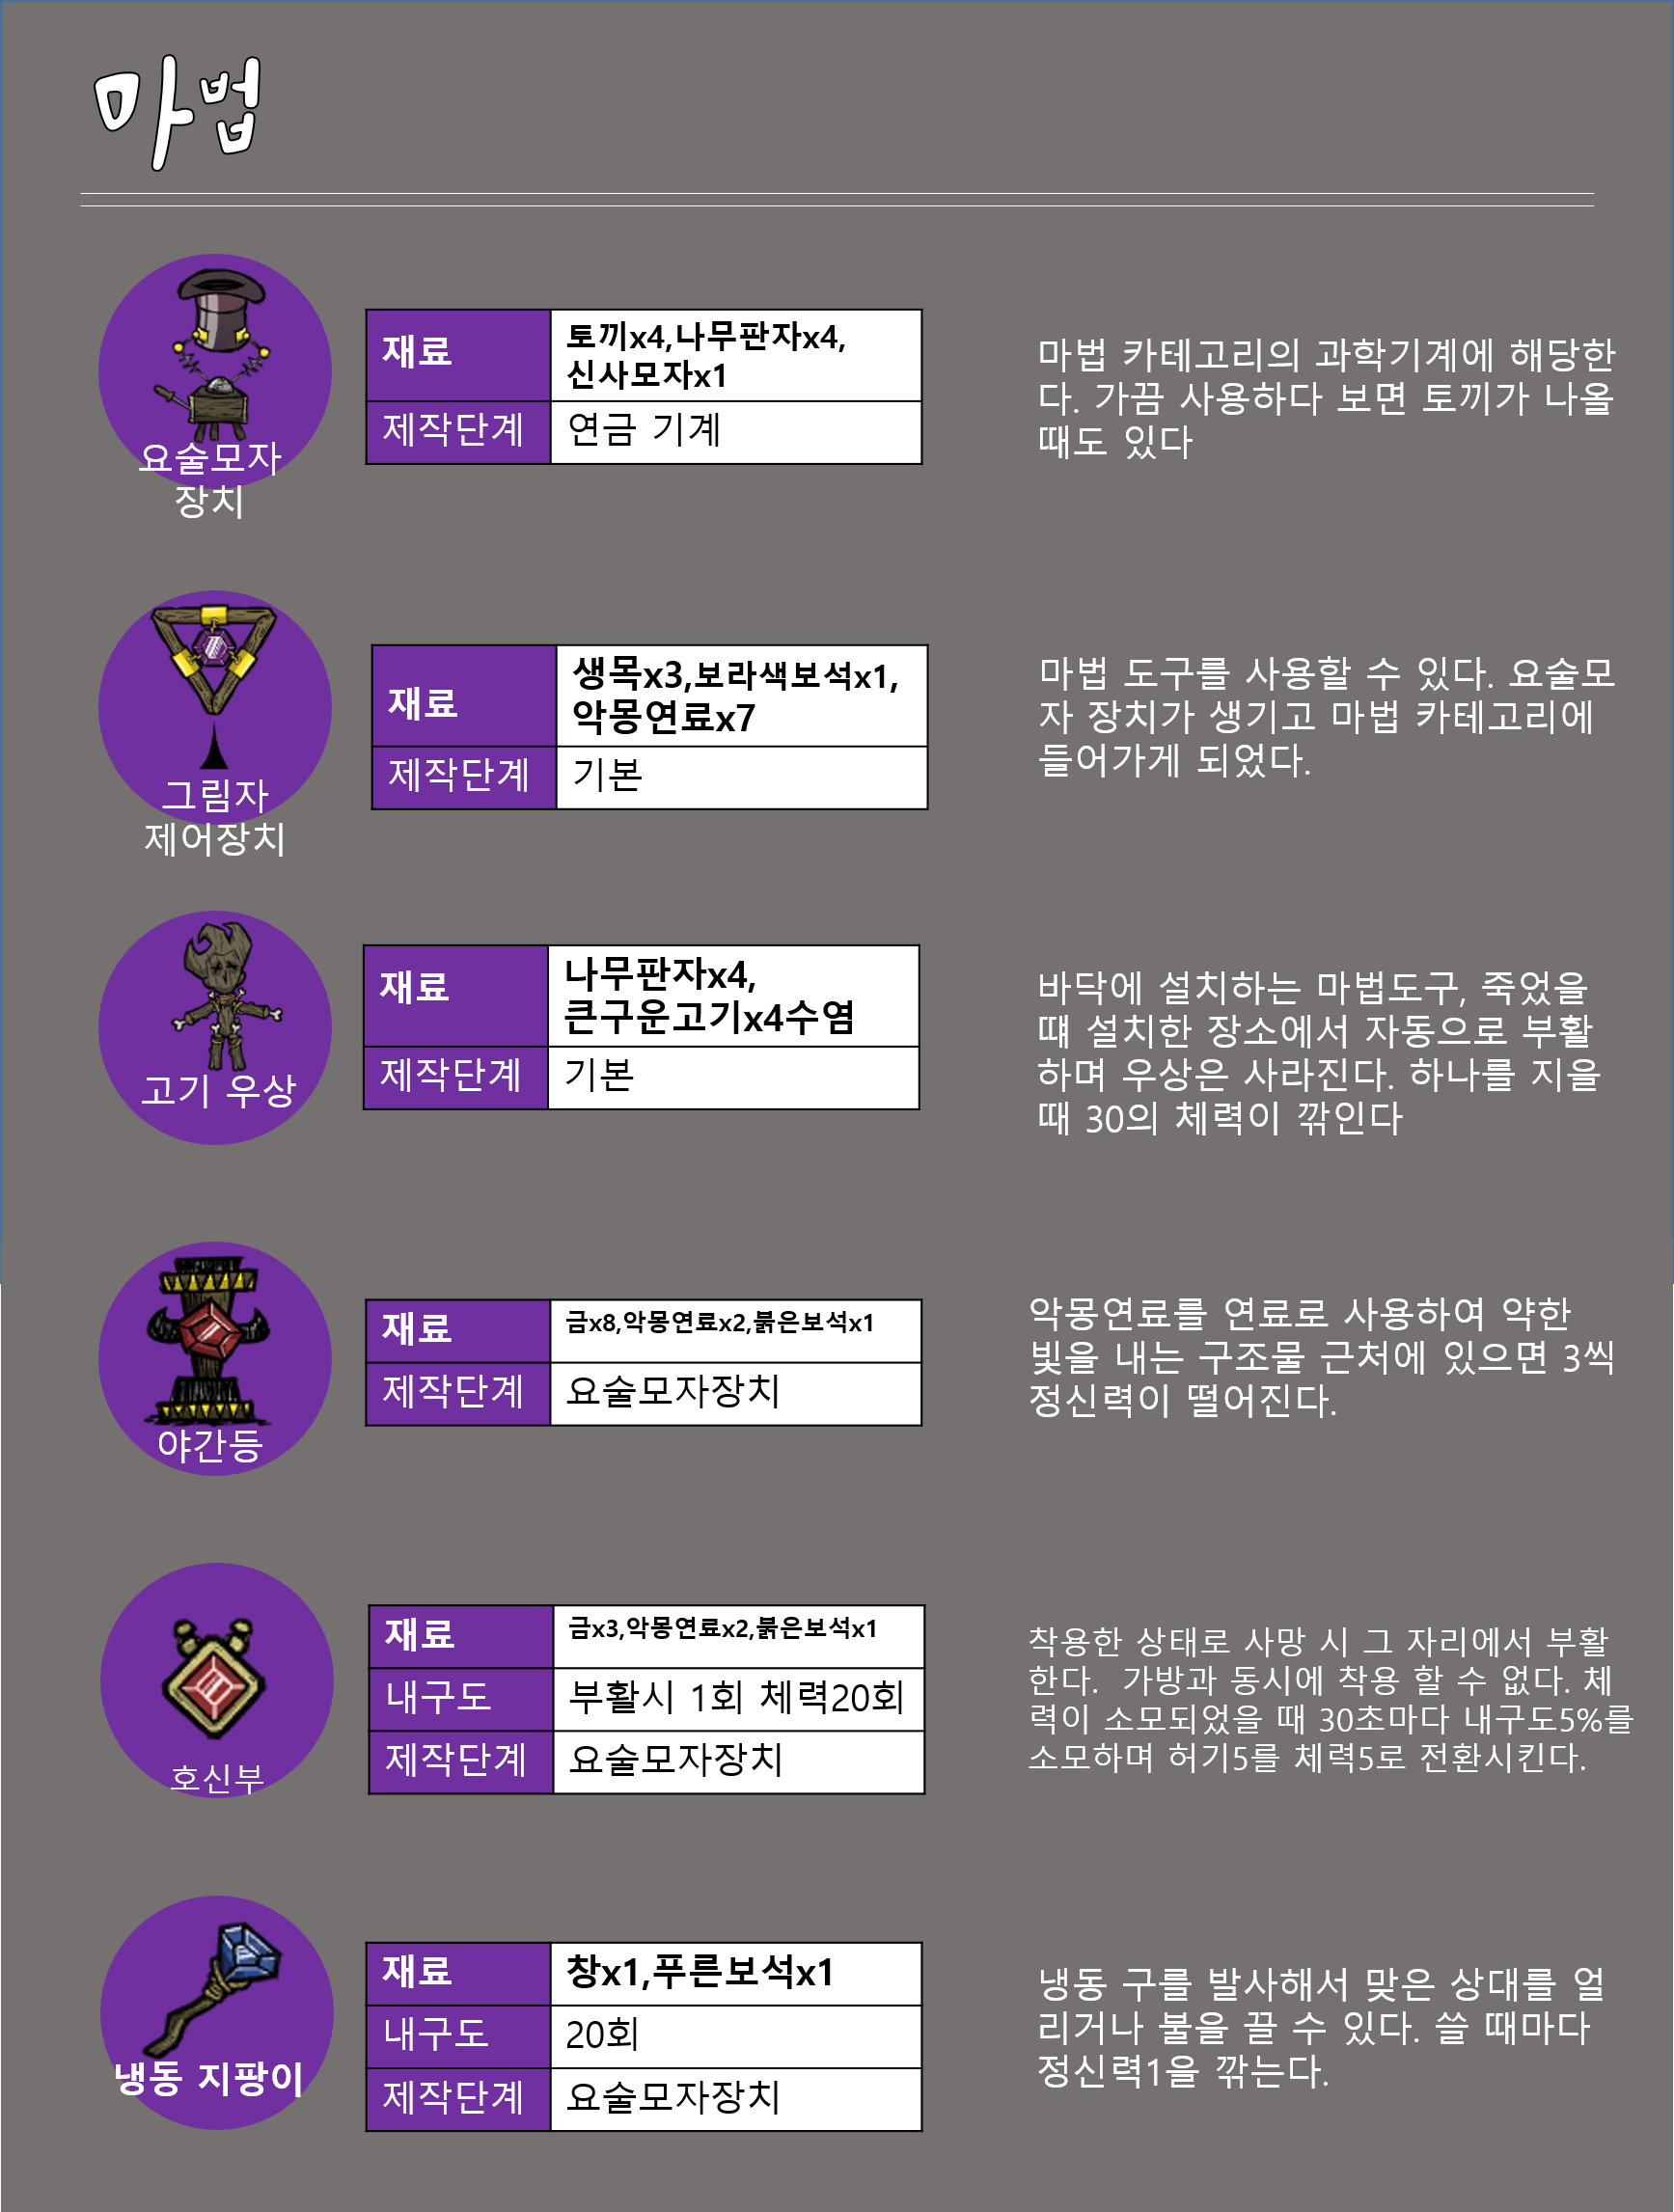 마법
요술모자
장치
재료
토끼x4,나무판자x4,
신사모자x1
제작단계
연금 기계
마법 카테고리의 과학기계에 해당한
다. 가끔 사용하다 보면 토끼가 나올
때도 있다
그림자
제어장치
재료
생목x3,보라색보석x1,
악몽연료x7
제작단계
기본
마법 도구를 사용할 수 있다. 요술모
자 장치가 생기고 마법 카테고리에
들어가게 되었다.
고기 우상
재료
나무판자x4,
큰구운고기x4수염
제작단계
기본
바닥에 설치하는 마법도구, 죽었을
떄 설치한 장소에서 자동으로 부활
하며 우상은 사라진다. 하나를 지을
때 30의 체력이 깎인다
야간등
재료
금x8,악몽연료x2,붉은보석x1
제작단계
요술모자장치
악몽연료를 연료로 사용하여 약한
빛을 내는 구조물 근처에 있으면 3씩
정신력이 떨어진다.
호신부
재료
금x3,악몽연료x2,붉은보석x1
내구도
부활시 1회 체력20회
제작단계
요술모자장치
착용한 상태로 사망 시 그 자리에서 부활
한다.  가방과 동시에 착용 할 수 없다. 체
력이 소모되었을 때 30초마다 내구도5%를
소모하며 허기5를 체력5로 전환시킨다.
냉동 지팡이
재료
창x1,푸른보석x1
내구도
20회
제작단계
요술모자장치
냉동 구를 발사해서 맞은 상대를 얼
리거나 불을 끌 수 있다. 쓸 때마다
정신력1을 깎는다.